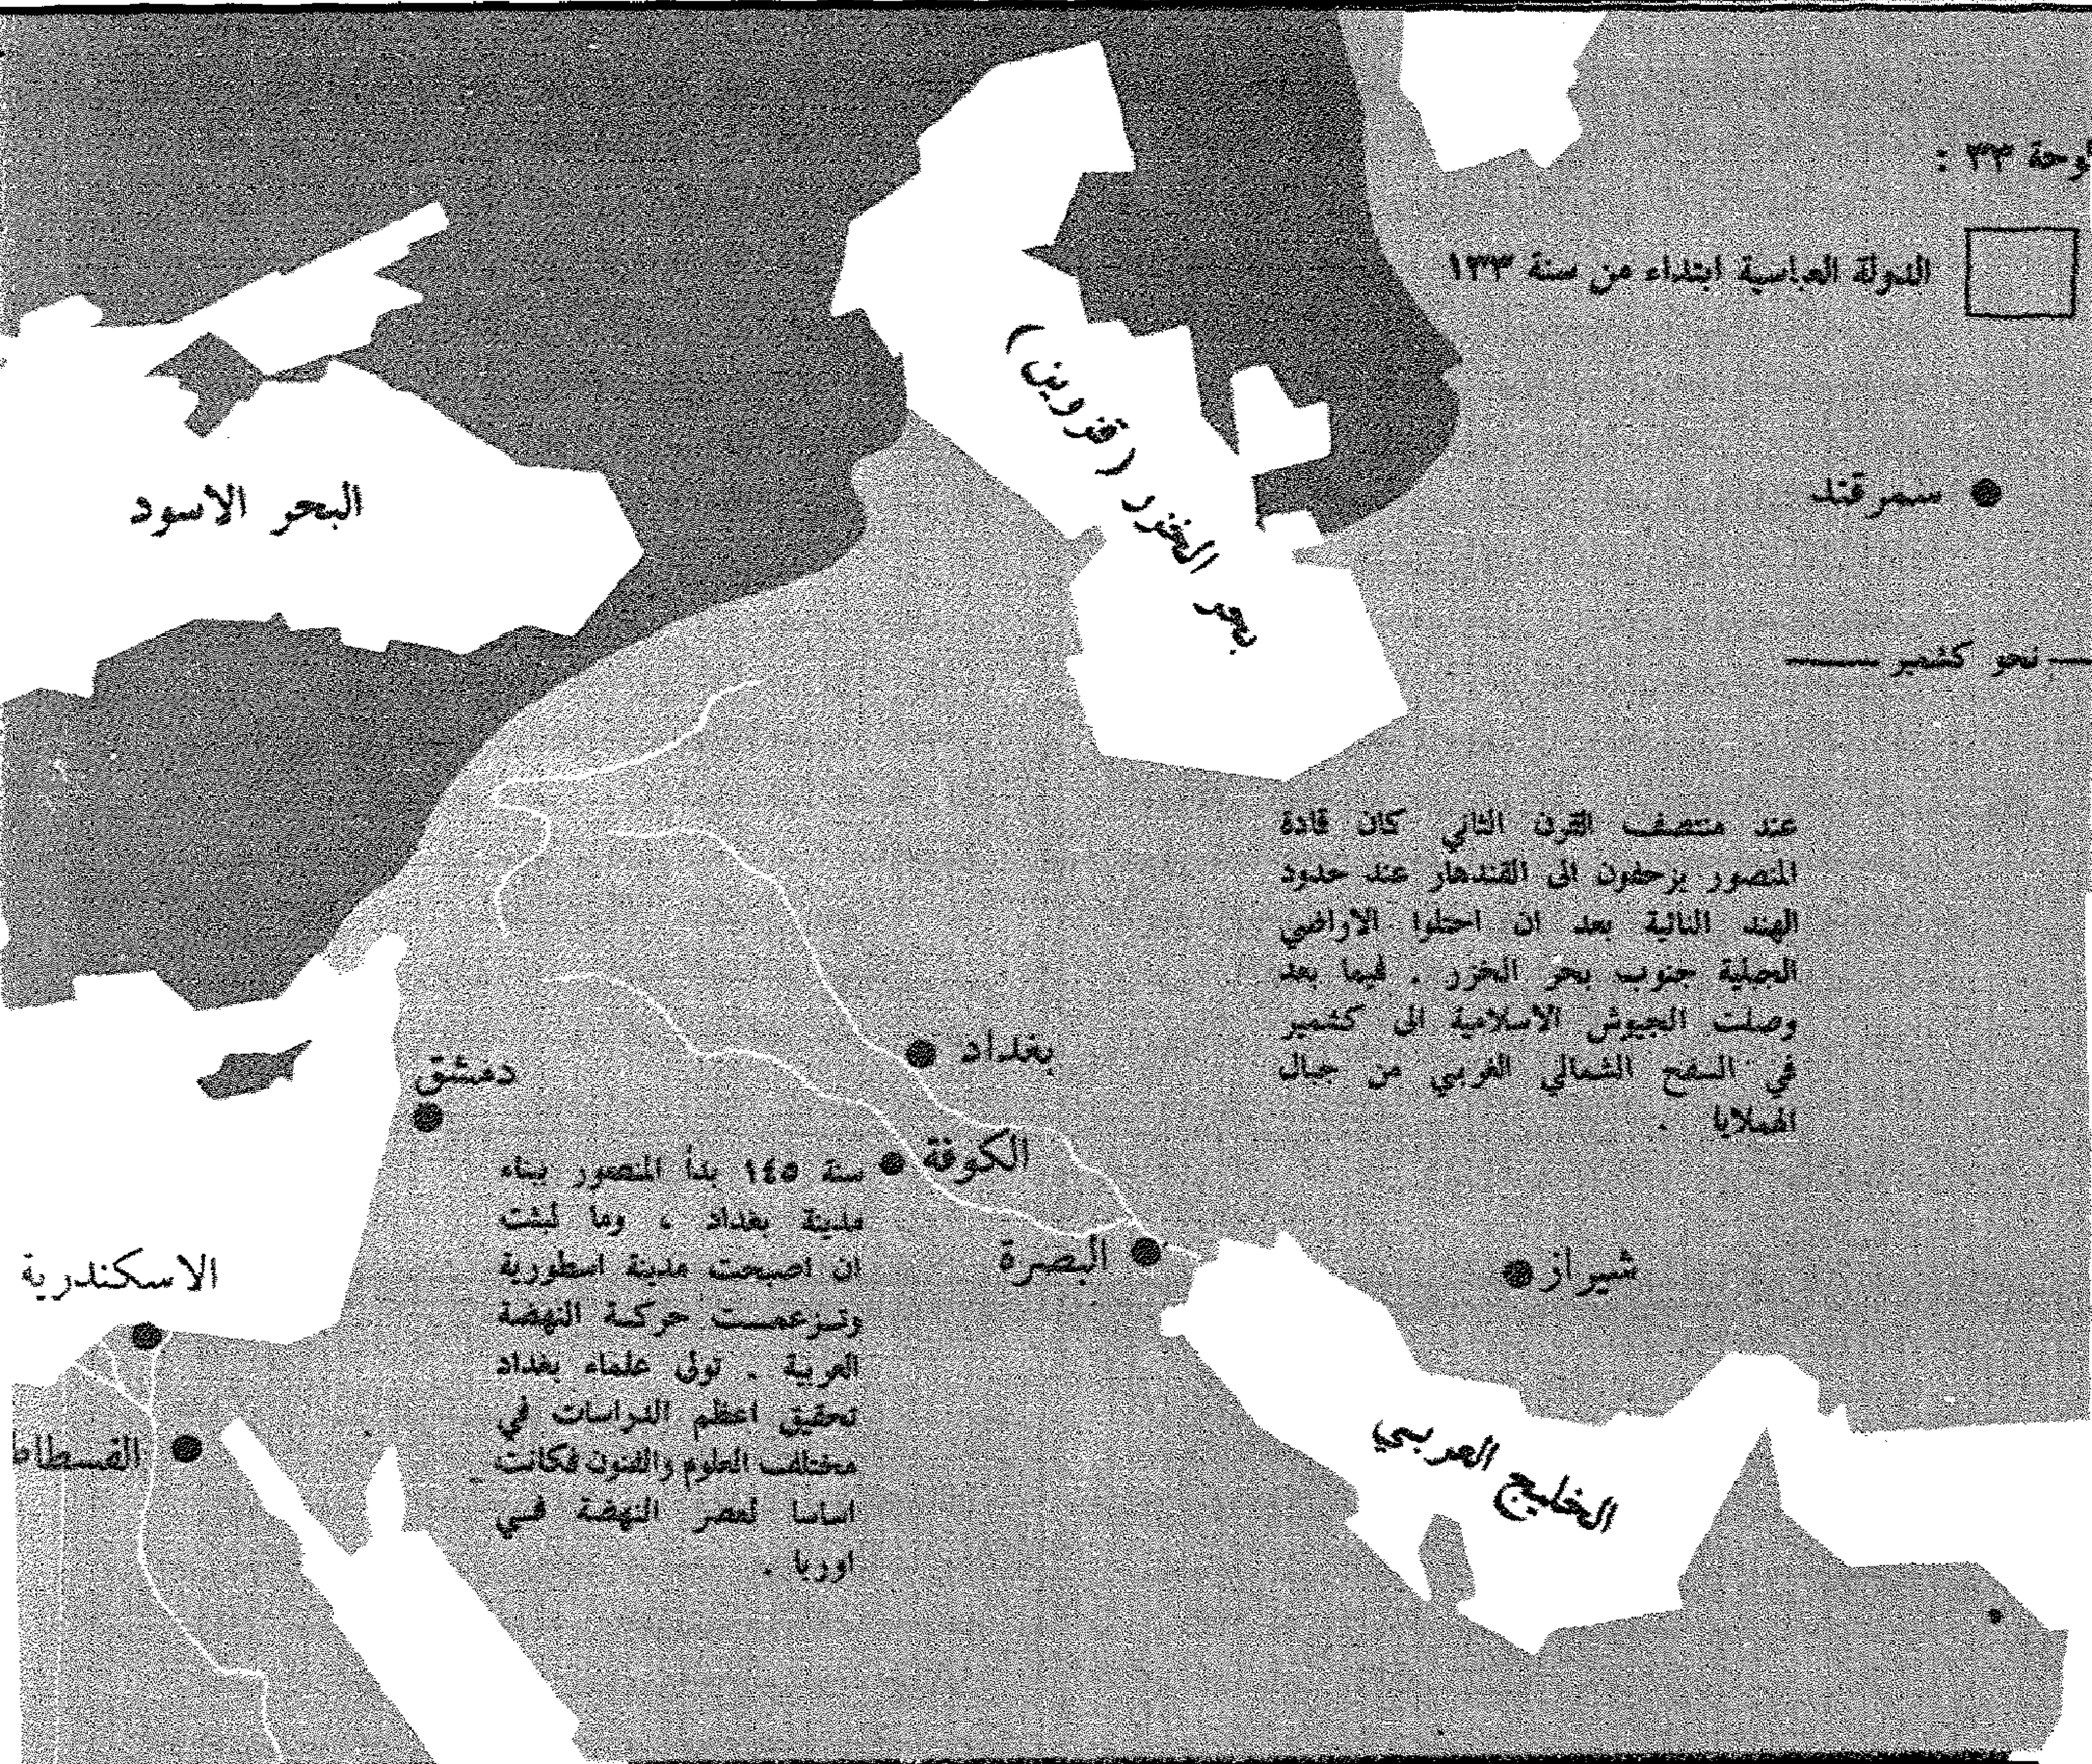 لوحة ٣٣ :
الدولة العباسية ابتداء من سنة ١٣٣
بحر الخزر (قزوين)
البحر الاسود
سمرقند
نحو كشمير
عند منتصف القرن الثاني كان قادة
المنصور يزحفون الى القندهار عند حدود
الهند النائية بعد ان احتلوا الاراضي
الجبلية جنوب بحر الخزر . فيما بعد
وصلت الجيوش الاسلامية الى كشمير
في السفح الشمالي الغربي من جبال
الهملايا .
بغداد
دمشق
الكوفة
سنة ١٤٥ بدأ المنصور ببناء
مدينة بغداد ، وما لبثت
ان اصبحت مدينة اسطورية
وتزعمت حركة النهضة
العربية . تولى علماء بغداد
تحقيق اعظم الدراسات في
مختلف العلوم والفنون فكانت
اساسا لعصر النهضة في
اوربا .
البصرة
شيراز
الاسكندرية
الفسطاط
الخليج العربي